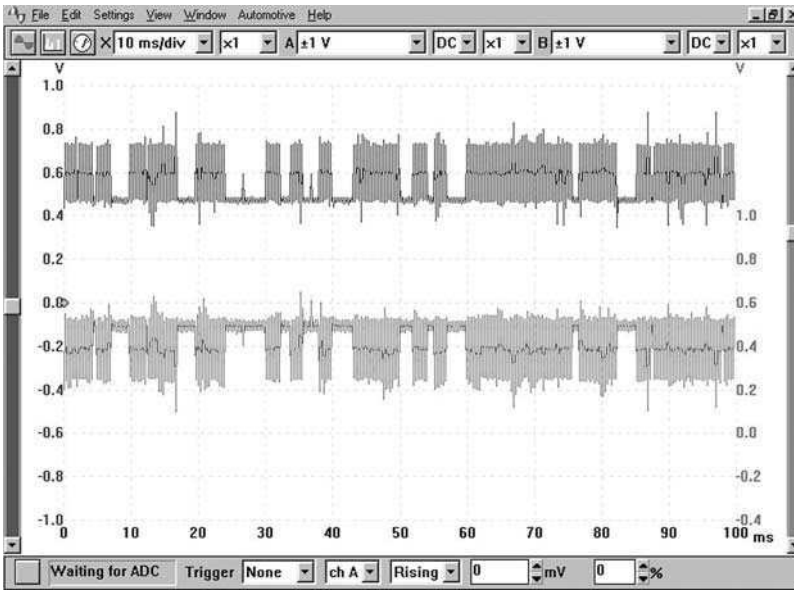 File Edit Settings View Window Automotive Help
10 ms/div x1 A ±1 V DC x1 B ±1 V DC x1
V V
1.0
0.8
0.6
0.4 1.0
0.2 0.8
0.0 0.6
-0.2 0.4
-0.4 0.2
-0.6 0.0
-0.8 -0.2
-1.0 -0.4
0 10 20 30 40 50 60 70 80 90 100 ms
Waiting for ADC Trigger None ch A Rising 0 mV 0 %